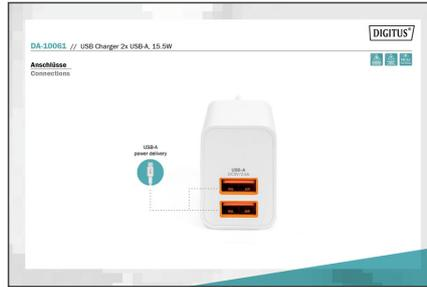 DIGITUS®
DA-10061 // USB Charger 2x USB-A, 15.5W
Anschlüsse
Connections
USB-A
power delivery
USB-A